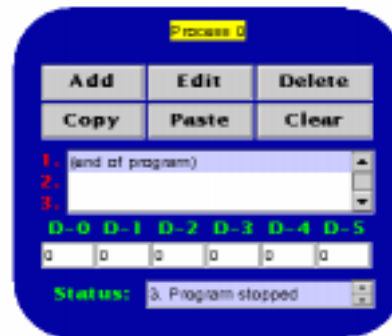 Process 0
Add Edit Delete
Copy Paste Clear
1. (end of program)
2.
3.
D-0 D-1 D-2 D-3 D-4 D-5
0 0 0 0 0 0
Status: 3. Program stopped